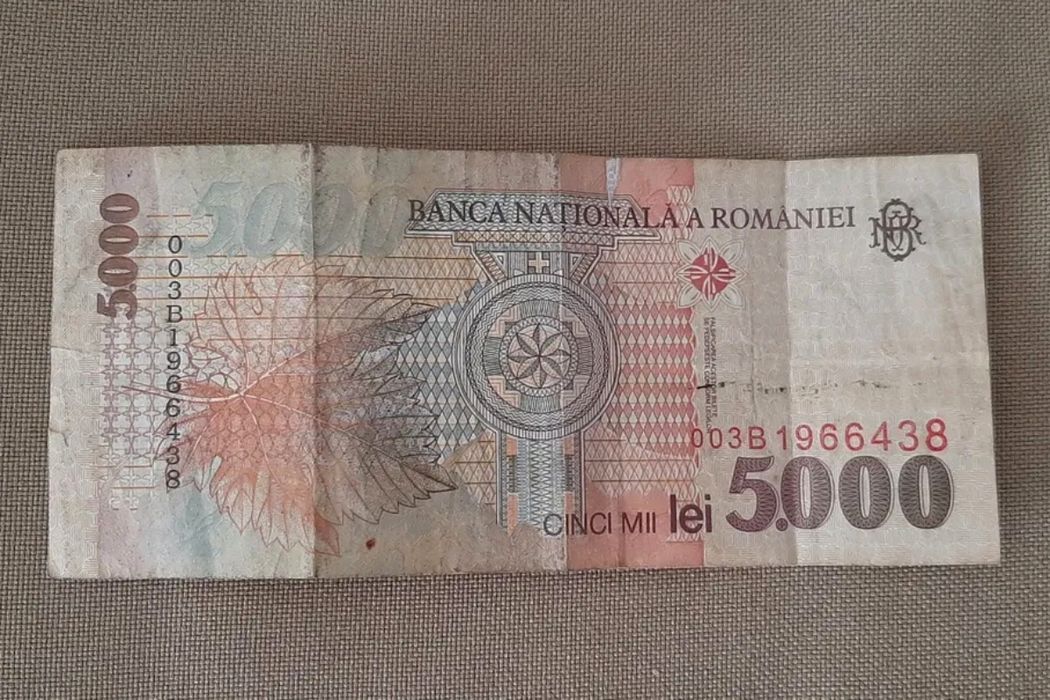 5.000
003B1966438
5.000
BANCA NAȚIONALĂ A ROMÂNIEI
BNR
003B1966438
CINCI MII lei 5.000